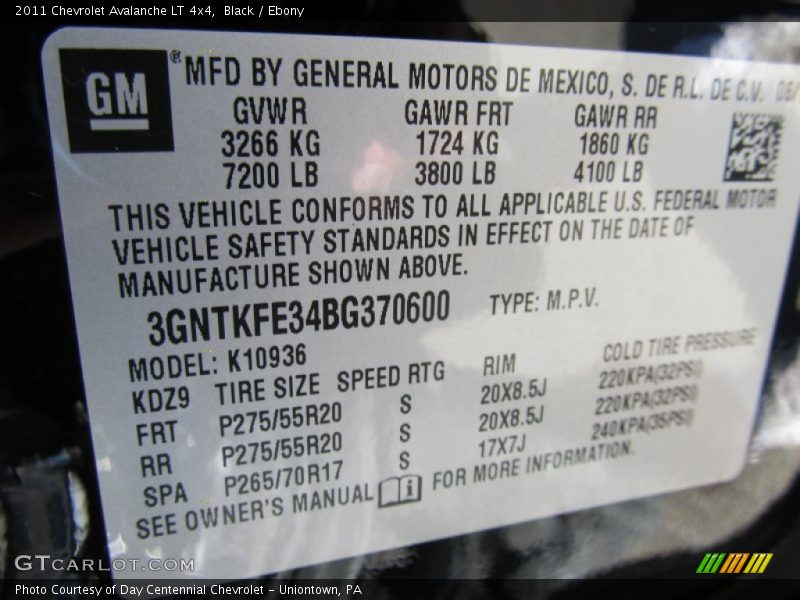 2011 Chevrolet Avalanche LT 4x4, Black / Ebony
GM ® MFD BY GENERAL MOTORS DE MEXICO, S. DE R.L. DE C.V.
GVWR GAWR FRT GAWR RR
3266 KG 1724 KG 1860 KG
7200 LB 3800 LB 4100 LB
THIS VEHICLE CONFORMS TO ALL APPLICABLE U.S. FEDERAL MOTOR
VEHICLE SAFETY STANDARDS IN EFFECT ON THE DATE OF
MANUFACTURE SHOWN ABOVE.
3GNTKFE34BG370600 TYPE: M.P.V.
MODEL: K10936
KDZ9 TIRE SIZE SPEED RTG RIM COLD TIRE PRESSURE
FRT P275/55R20 S 20X8.5J 220KPA(32PSI)
RR P275/55R20 S 20X8.5J 220KPA(32PSI)
SPA P265/70R17 S 17X7J 240KPA(35PSI)
SEE OWNER'S MANUAL FOR MORE INFORMATION.
GTCARLOT.COM
Photo Courtesy of Day Centennial Chevrolet - Uniontown, PA